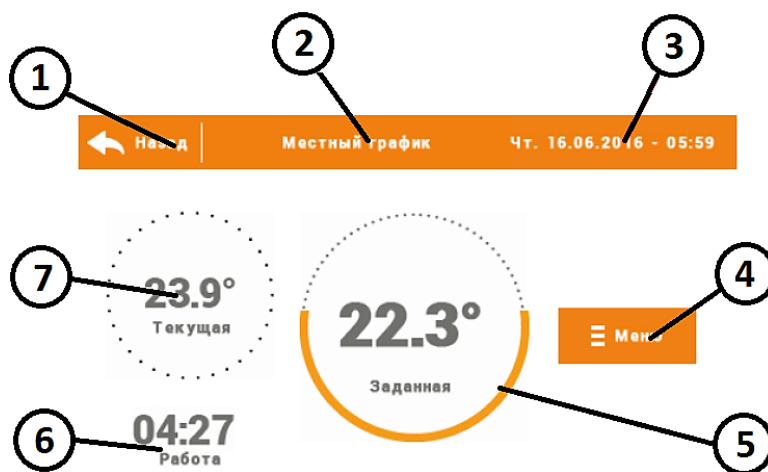 1
2
3
Назад
Местный график
Чт. 16.06.2016 - 05:59
7
23.9°
Текущая
22.3°
Заданная
4
Меню
6
04:27
Работа
5